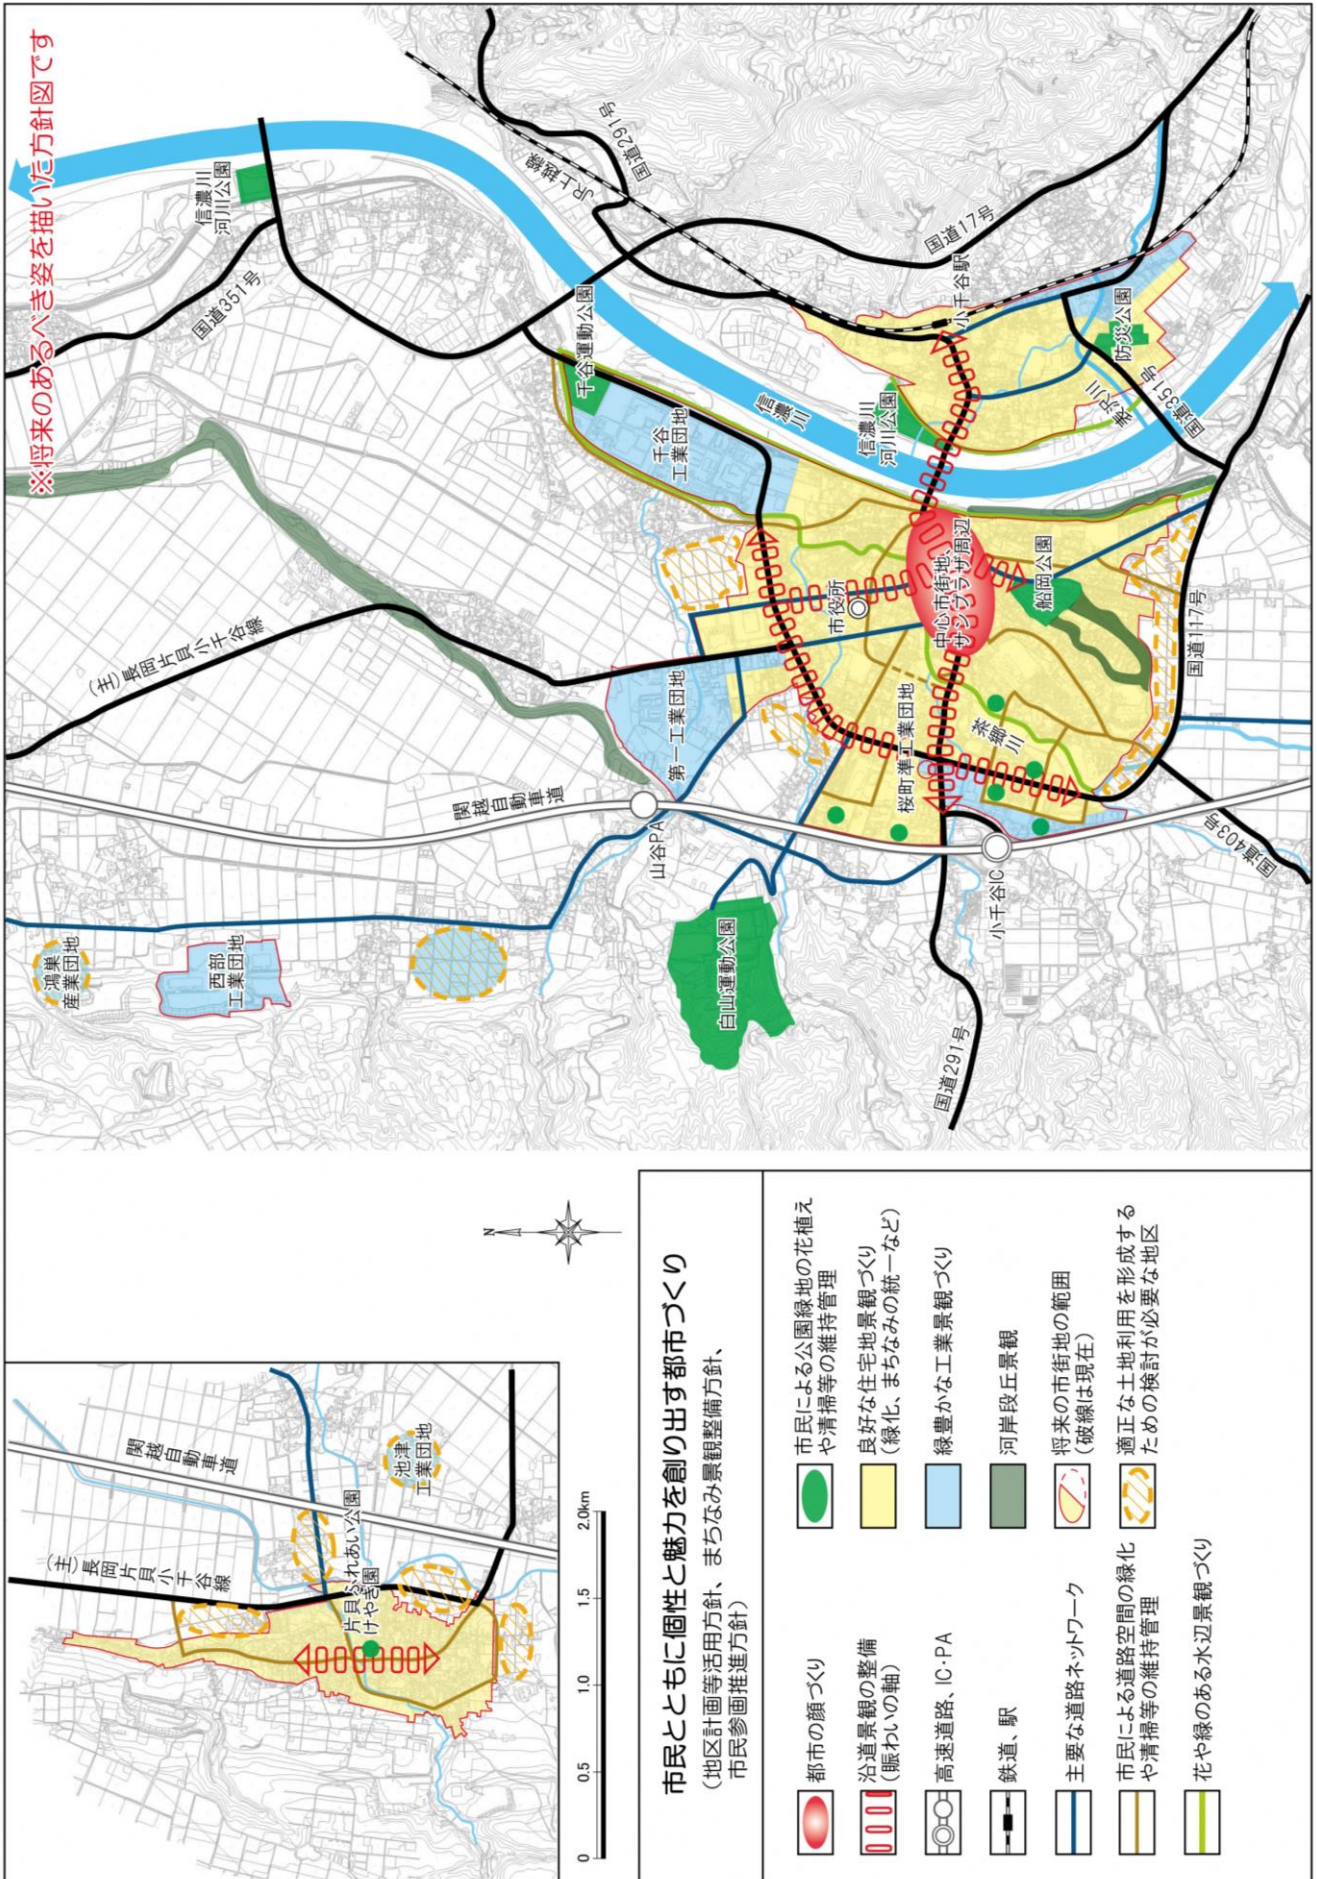 ※将来のあるべき姿を描いた方針図です
信濃川
河川公園
国道351号
国道291号
JR上越線
国道17号
小千谷駅
千谷運動公園
千谷
工業団地
信濃川
信濃川
河川公園
防災公園
表沢川
国道351号
(主)長岡片貝小千谷線
市役所
中心市街地、
サンプラザ周辺
船岡公園
国道117号
第一工業団地
桜町準工業団地
茶郷川
関越自動車道
山谷PA
小千谷IC
国道403号
鴻巣
産業団地
西部
工業団地
白山運動公園
国道291号
関越
自動車道
池津
工業団地
(主)長岡片貝小千谷線
片貝ふれあい公園
けやき園
N
0
0.5
1.0
1.5
2.0km
市民とともに個性と魅力を創り出す都市づくり
(地区計画等活用方針、まちなみ景観整備方針、
市民参画推進方針)
都市の顔づくり
沿道景観の整備
(賑わいの軸)
高速道路、IC・PA
鉄道、駅
主要な道路ネットワーク
市民による道路空間の緑化
や清掃等の維持管理
花や緑のある水辺景観づくり
市民による公園緑地の花植え
や清掃等の維持管理
良好な住宅地景観づくり
(緑化、まちなみの統一など)
緑豊かな工業景観づくり
河岸段丘景観
将来の市街地の範囲
(破線は現在)
適正な土地利用を形成する
ための検討が必要な地区